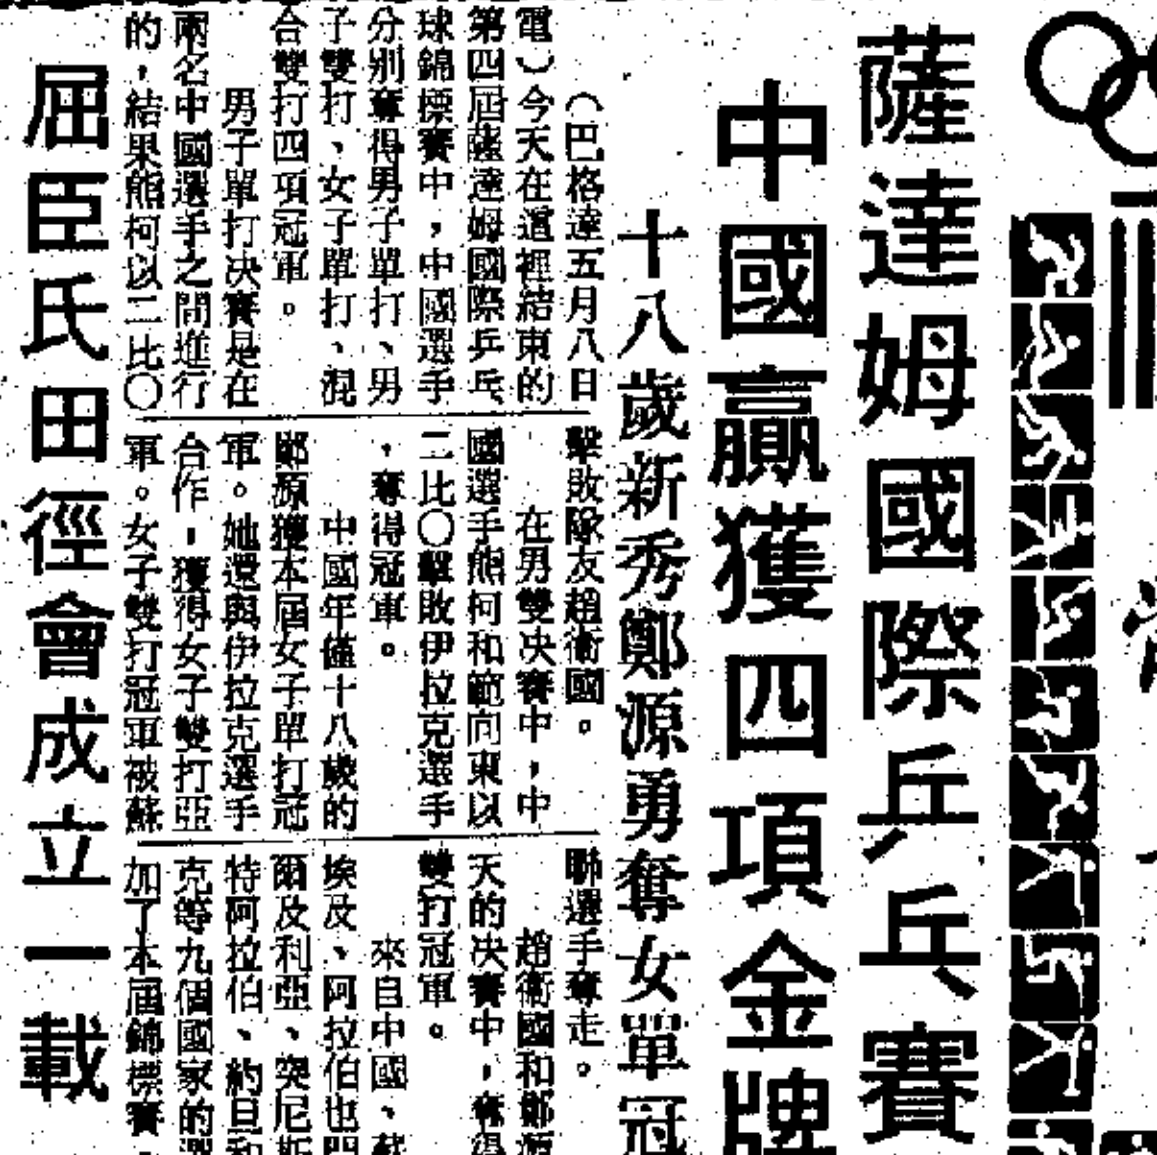 薩達姆國際乒乓賽
中國贏獲四項金牌
十八歲新秀鄭源勇奪女單冠
（巴格達五月八日
電）今天在這裡結束的
第四屆薩達姆國際乒乓
球錦標賽中，中國選手
分別奪得男子單打、男
子雙打、女子單打、混
合雙打四項冠軍。
男子單打決賽是在
兩名中國選手之間進行
的，結果熊柯以二比〇
擊敗隊友趙衛國。
在男雙決賽中，中
國選手熊柯和範向東以
二比〇擊敗伊拉克選手
，奪得冠軍。
中國年僅十八歲的
鄭源獲本屆女子單打冠
軍。她還與伊拉克選手
合作，獲得女子雙打亞
軍。女子雙打冠軍被蘇
聯選手奪走。
趙衛國和鄭源
天的決賽中，奪得
雙打冠軍。
來自中國、蘇
埃及、阿拉伯也門
爾及利亞、突尼斯
特阿拉伯、約旦和
克等九個國家的選
加了本屆錦標賽。
屈臣氏田徑會成立一載